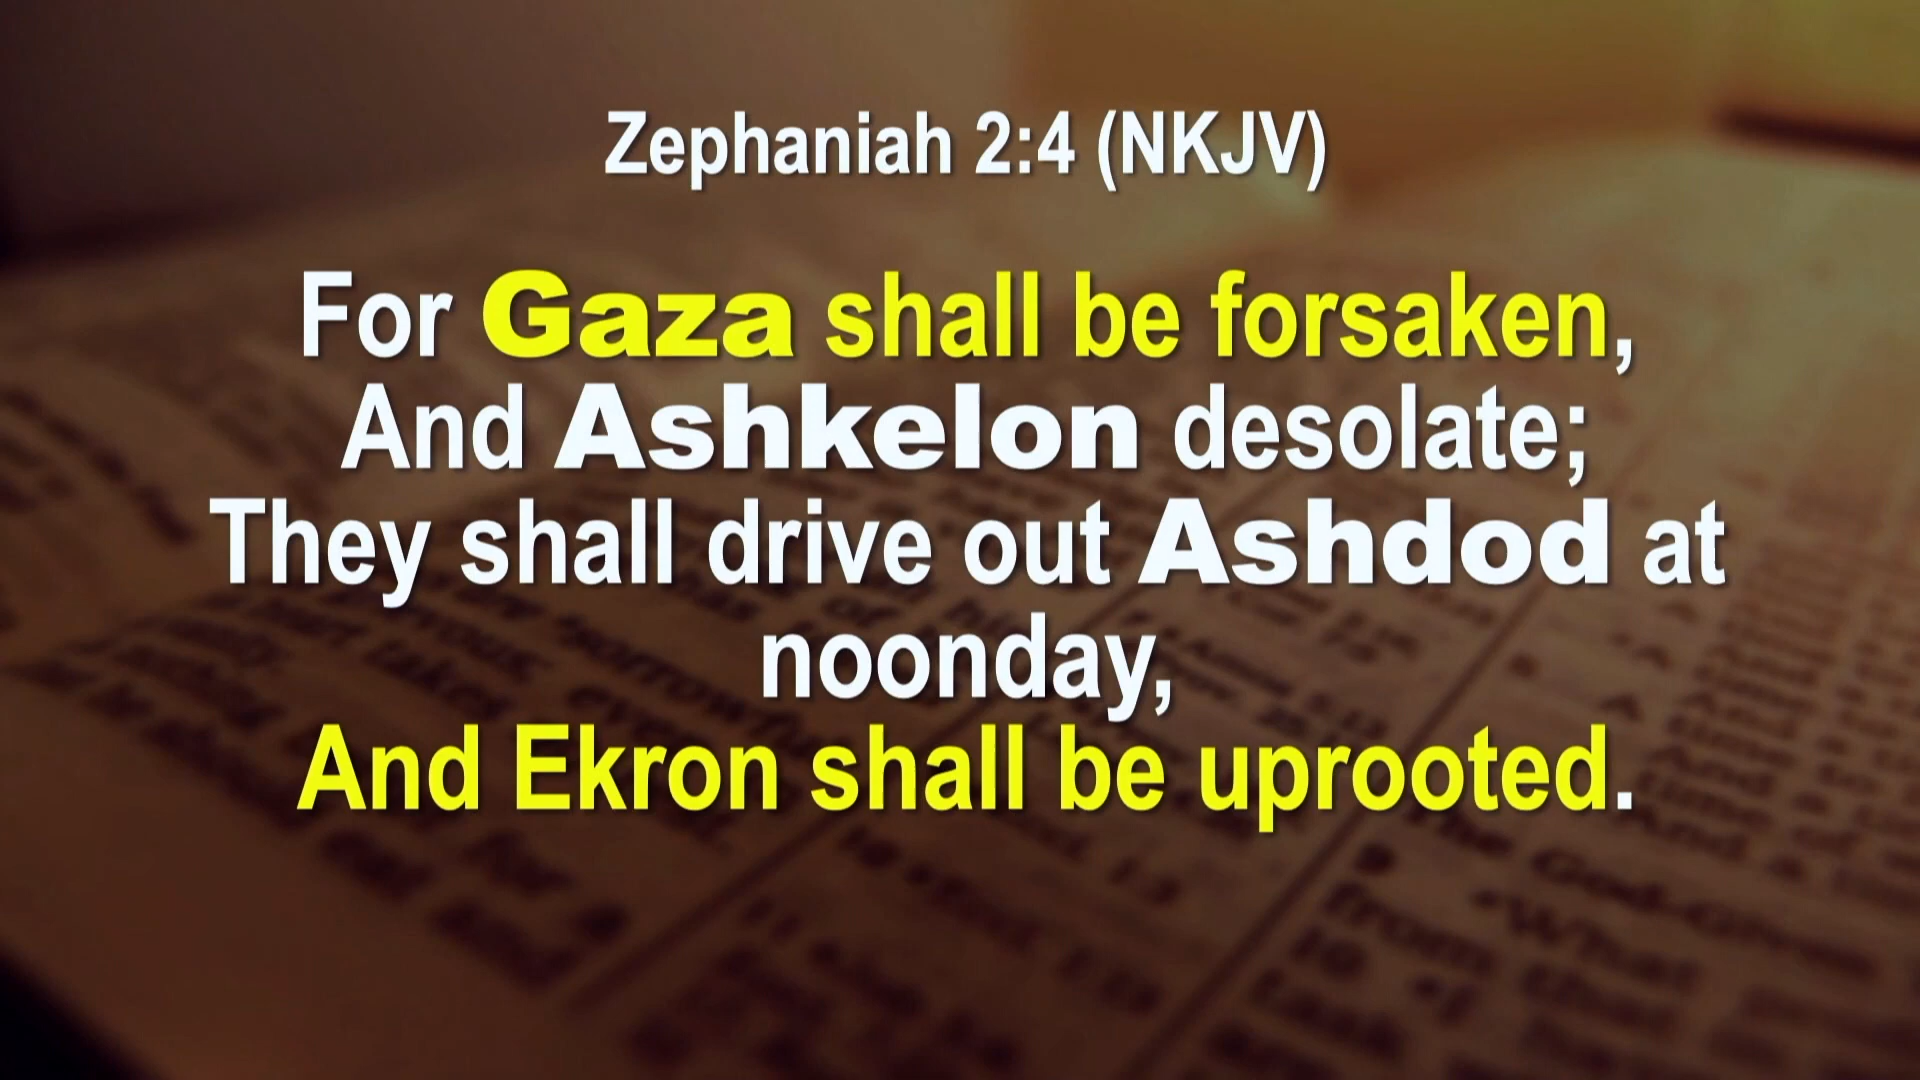 Zephaniah 2:4 (NKJV)
For Gaza shall be forsaken,
And Ashkelon desolate;
They shall drive out Ashdod at
noonday,
And Ekron shall be uprooted.